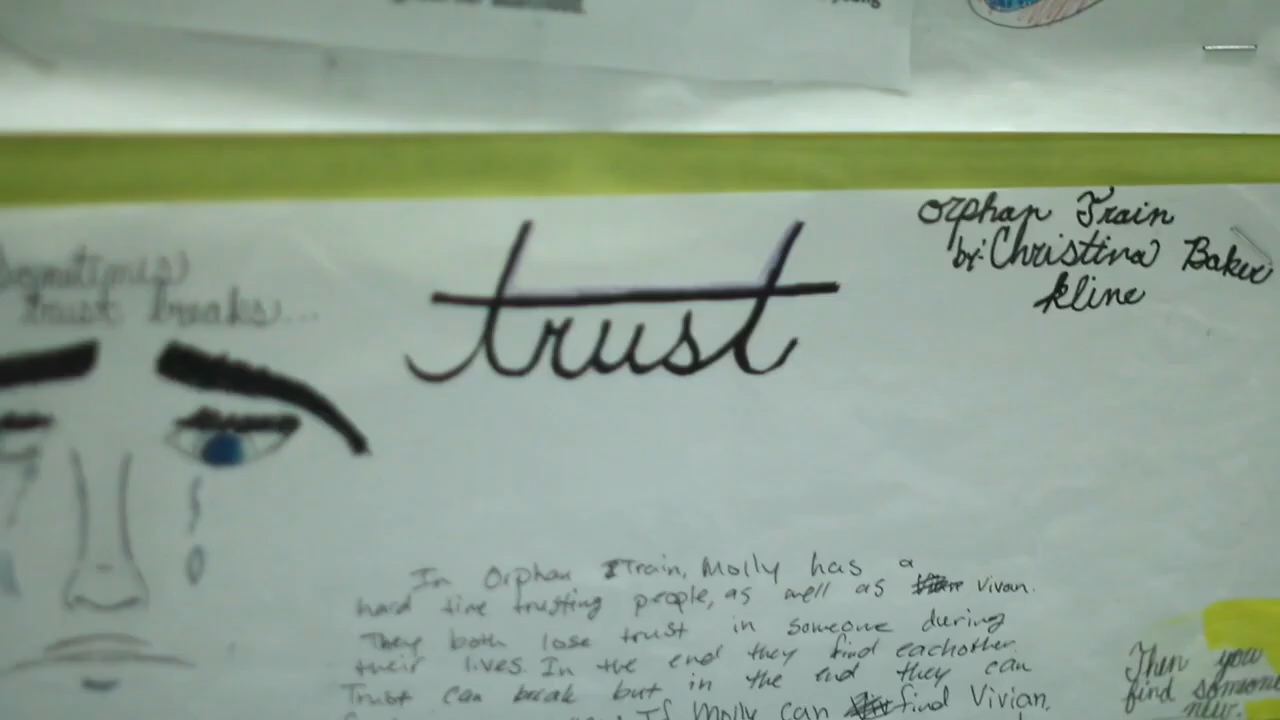 Sometimes
trust breaks...
trust
Orphan Train
by: Christina Baker
kline
In Orphan Train, Molly has a
hard time trusting people, as well as Vivan.
They both lose trust in someone during
their lives. In the end they find eachother.
Trust can break but in the end they can
If Molly can find Vivian,
Then you
find someone
new.